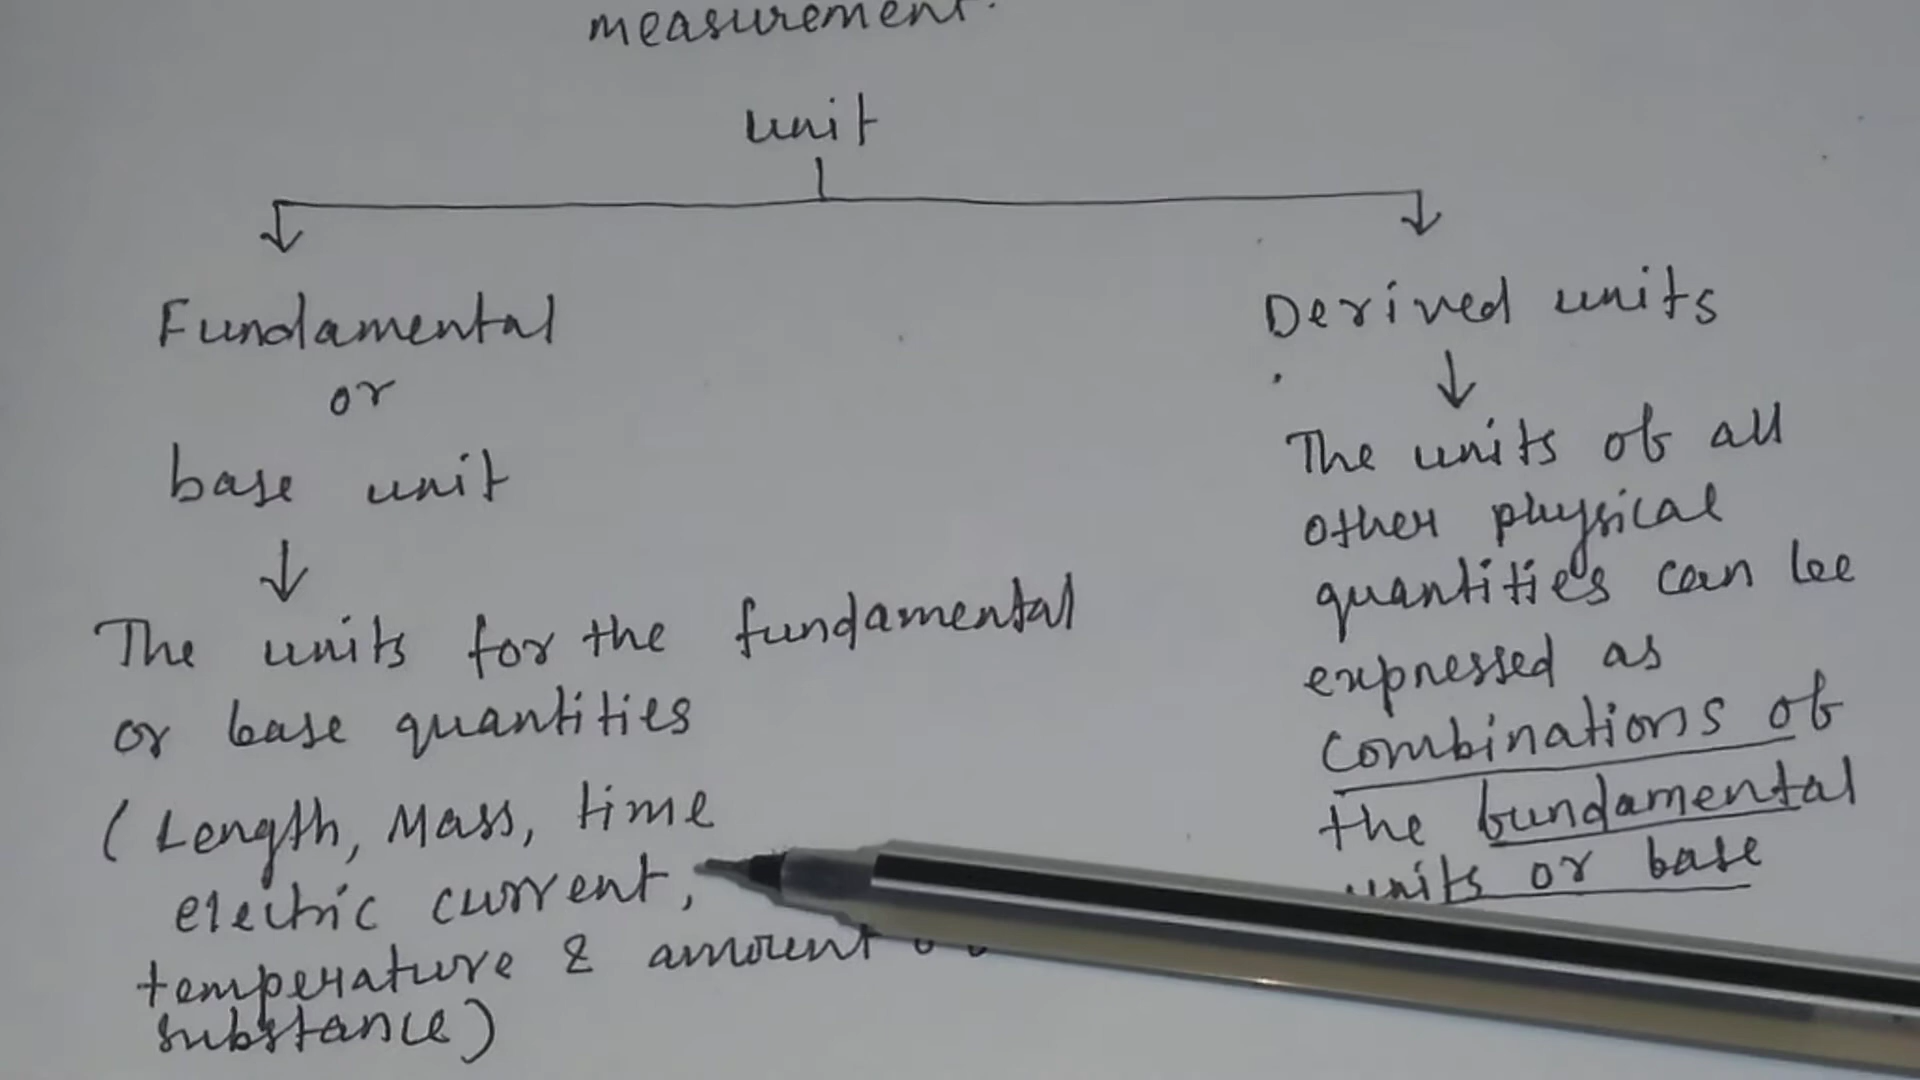 measurement.
unit
Fundamental
or
base unit
The units for the fundamental
or base quantities
(Length, Mass, time
electric current,
temperature & amount
substance)
Derived units
The units of all
other physical
quantities can be
expressed as
combinations of
the fundamental
units or base